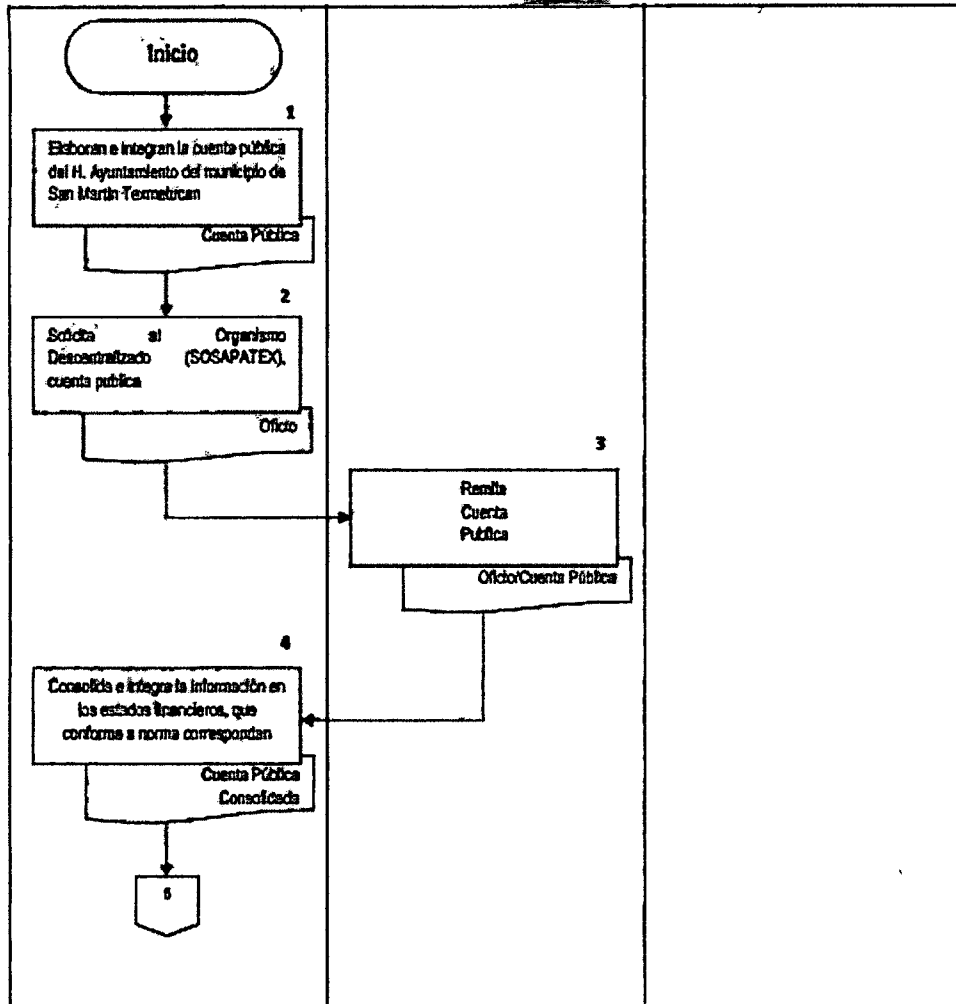 Inicio
1
Elaboran e integran la cuenta pública
del H. Ayuntamiento del municipio de
San Martín Texmelucan
Cuenta Pública
2
Solicita al Organismo
Descentralizado (SOSAPATEX),
cuenta publica
Oficio
3
Remite
Cuenta
Publica
Oficio/Cuenta Pública
4
Consolida e integra la información en
los estados financieros, que
conforme a norma correspondan
Cuenta Pública
Consolidada